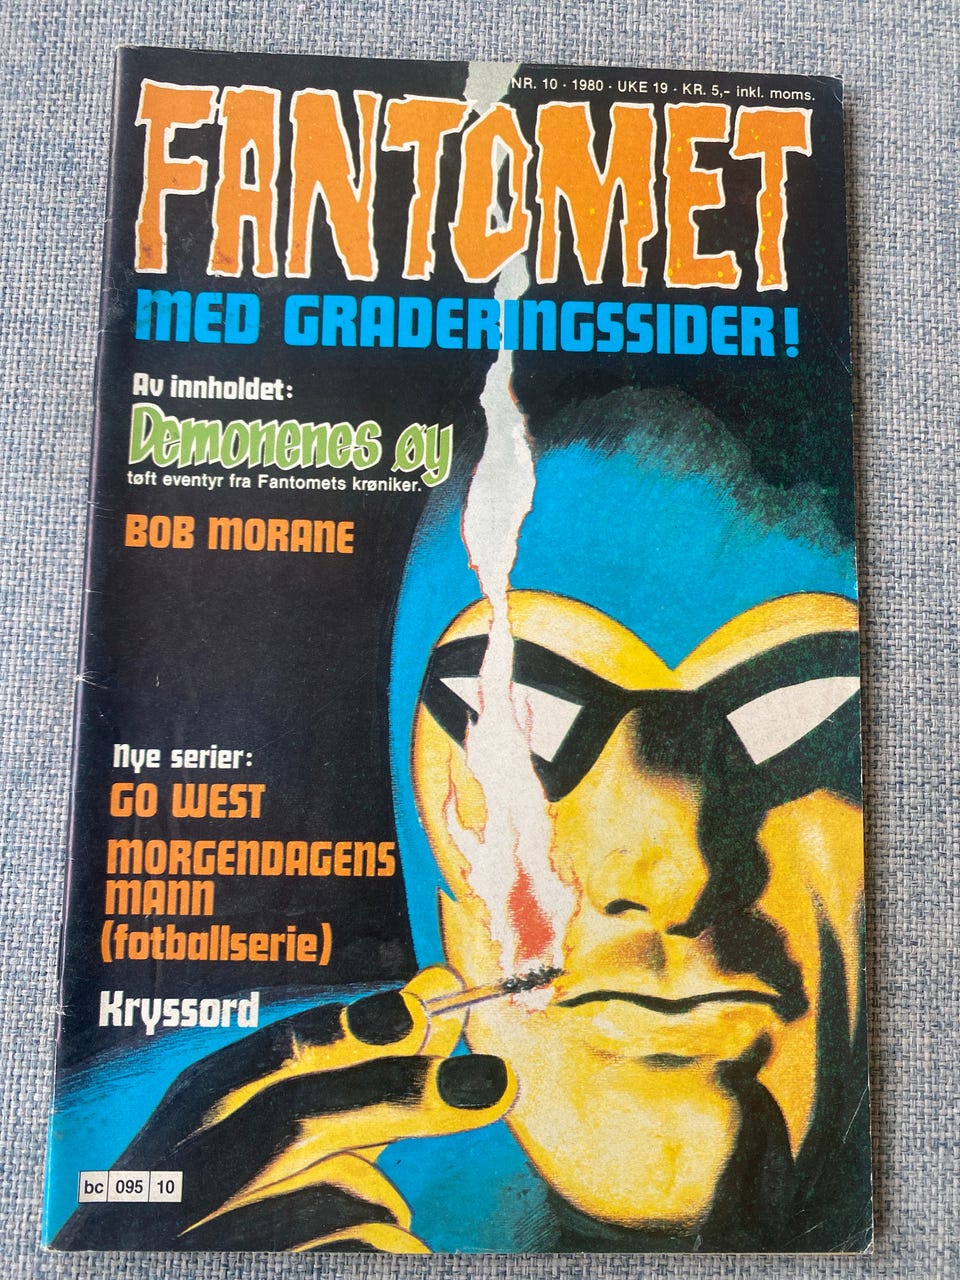 NR. 10 · 1980 · UKE 19 · KR. 5,- inkl. moms.
FANTOMET
MED GRADERINGSSIDER!
Av innholdet:
Demonenes øy
tøft eventyr fra Fantomets krøniker.
BOB MORANE
Nye serier:
GO WEST
MORGENDAGENS
MANN
(fotballserie)
Kryssord
bc 095 10